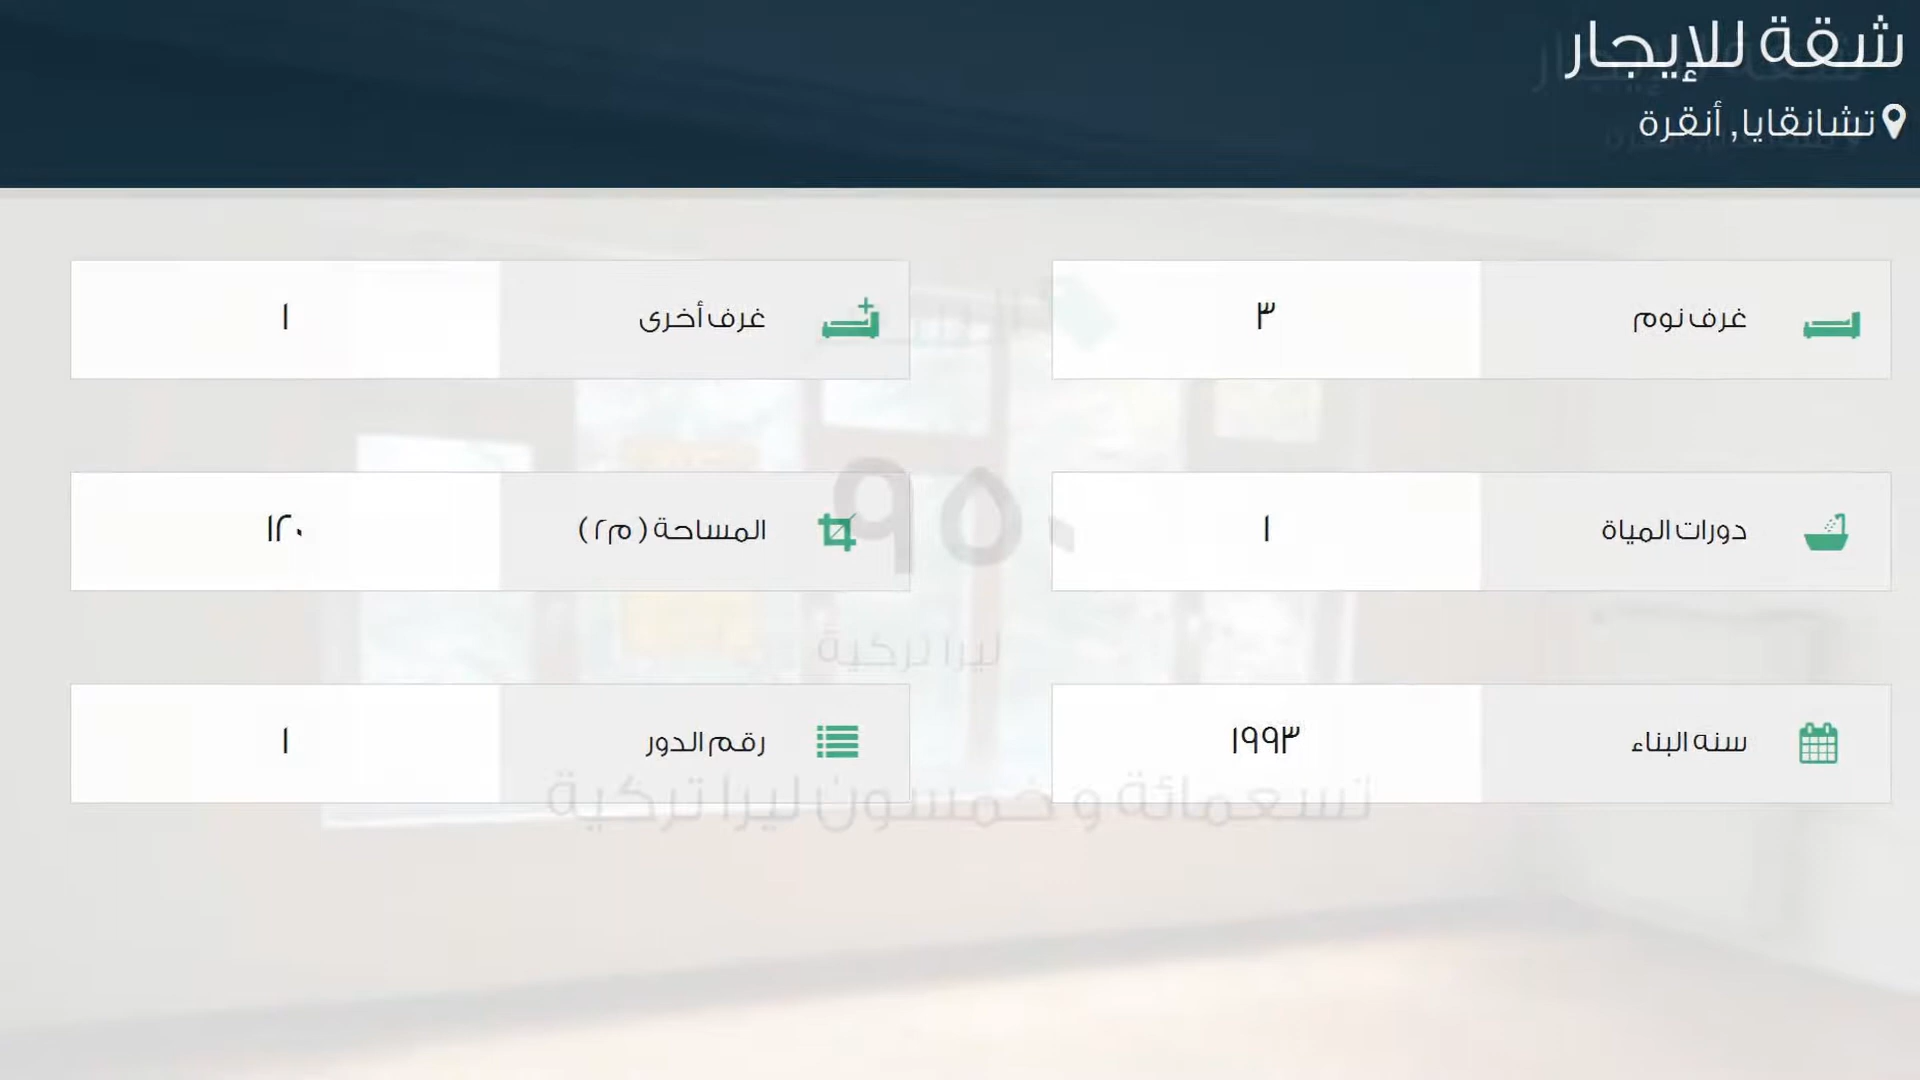 شقة للإيجار
تشانقايا, أنقرة
غرف نوم
٣
غرف أخرى
١
دورات المياة
١
المساحة (م٢)
١٢٠
سنه البناء
١٩٩٣
رقم الدور
١
٩٥٠
ليرا تركية
تسعمائة و خمسون ليرا تركية